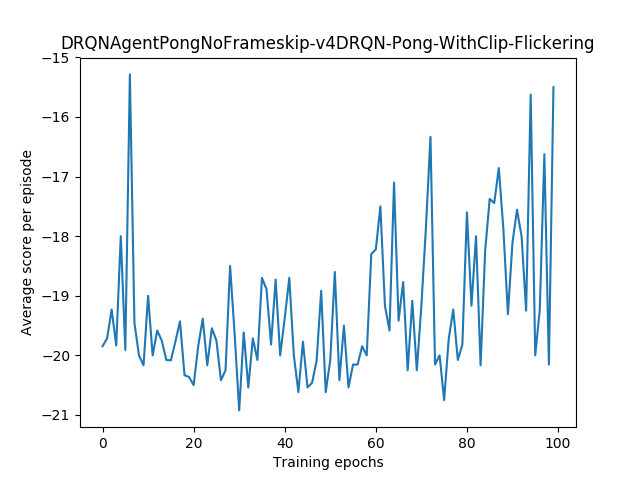 DRQNAgentPongNoFrameskip-v4DRQN-Pong-WithClip-Flickering
−15
−16
−17
−18
−19
−20
−21
Average score per episode
0 20 40 60 80 100
Training epochs